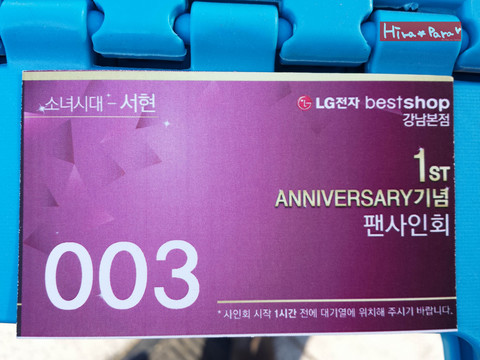 Hira★Para♥
소녀시대 - 서현
LG전자 bestshop
강남본점
1ST
ANNIVERSARY기념
팬사인회
003
* 사인회 시작 1시간 전에 대기열에 위치해 주시기 바랍니다.